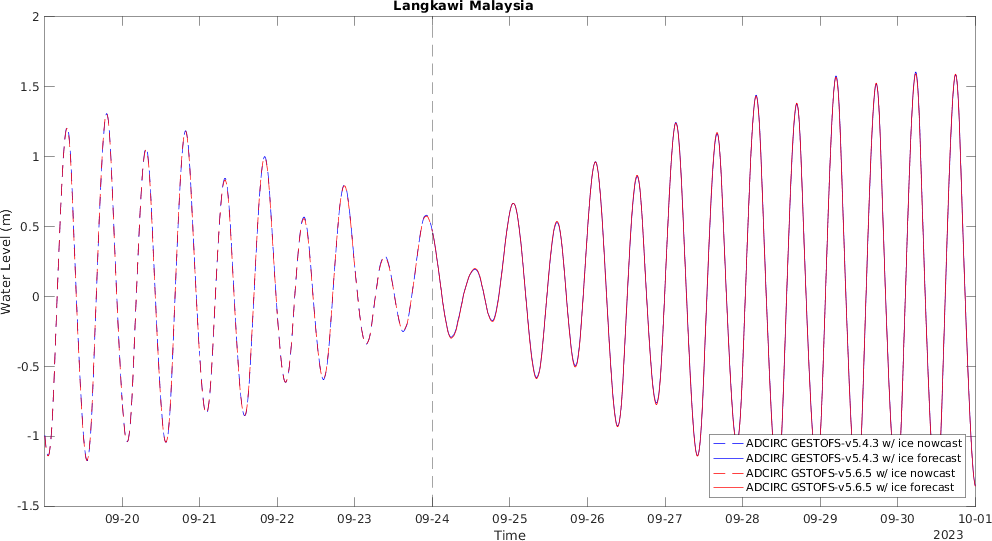 Langkawi Malaysia
Water Level (m)
2
1.5
1
0.5
0
-0.5
-1
-1.5
ADCIRC GESTOFS-v5.4.3 w/ ice nowcast
ADCIRC GESTOFS-v5.4.3 w/ ice forecast
ADCIRC GSTOFS-v5.6.5 w/ ice nowcast
ADCIRC GSTOFS-v5.6.5 w/ ice forecast
09-20 09-21 09-22 09-23 09-24 09-25 09-26 09-27 09-28 09-29 09-30 10-01
Time
2023